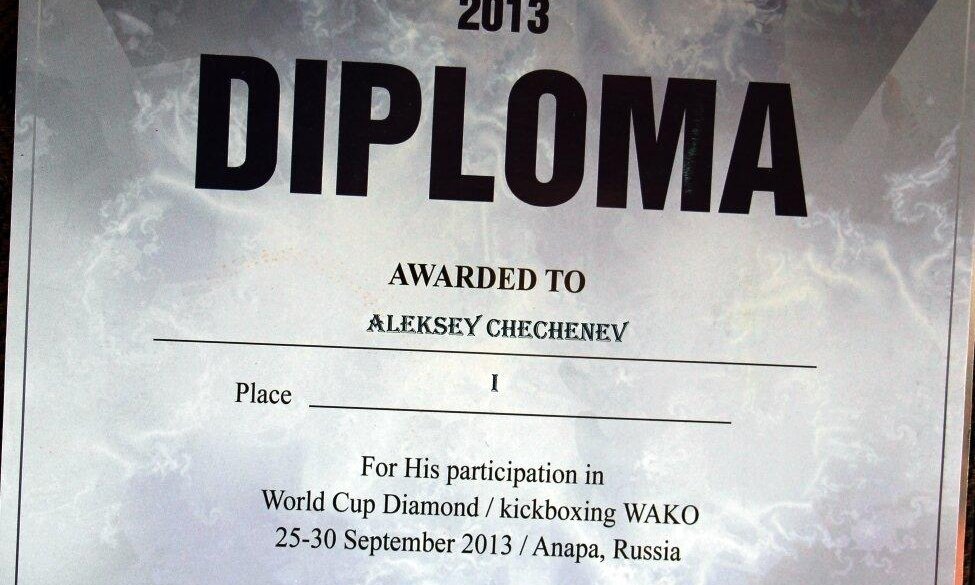 2013
DIPLOMA
AWARDED TO
ALEKSEY CHECHENEV
Place I
For His participation in
World Cup Diamond / kickboxing WAKO
25-30 September 2013 / Anapa, Russia